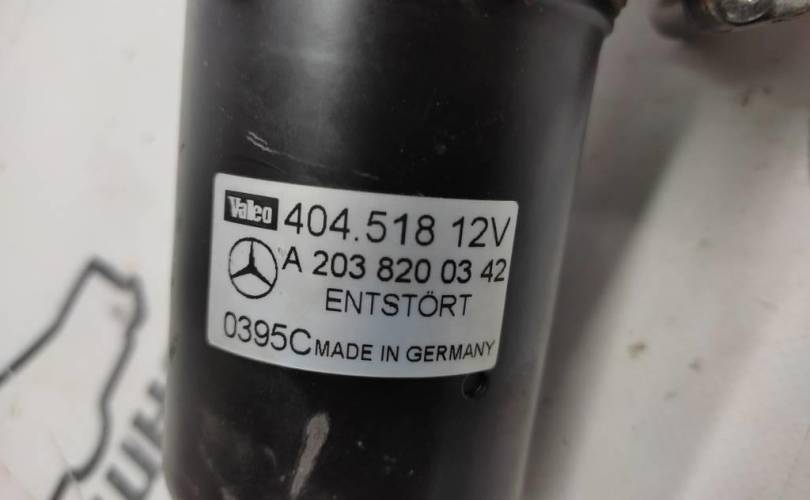 Valeo 404.518 12V
A 203 820 03 42
ENTSTÖRT
0395C MADE IN GERMANY